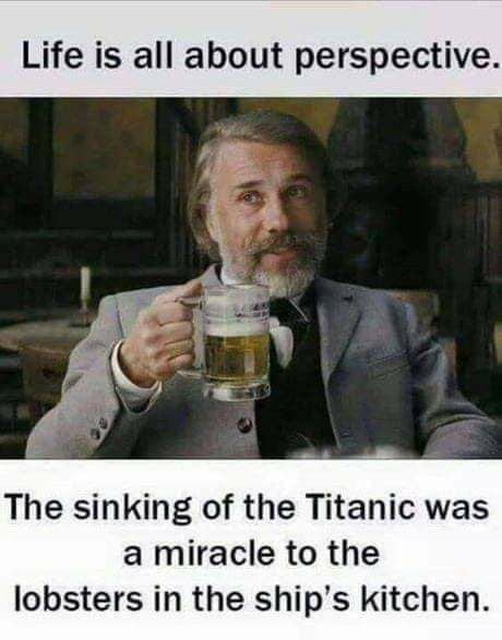 Life is all about perspective.
The sinking of the Titanic was
a miracle to the
lobsters in the ship's kitchen.